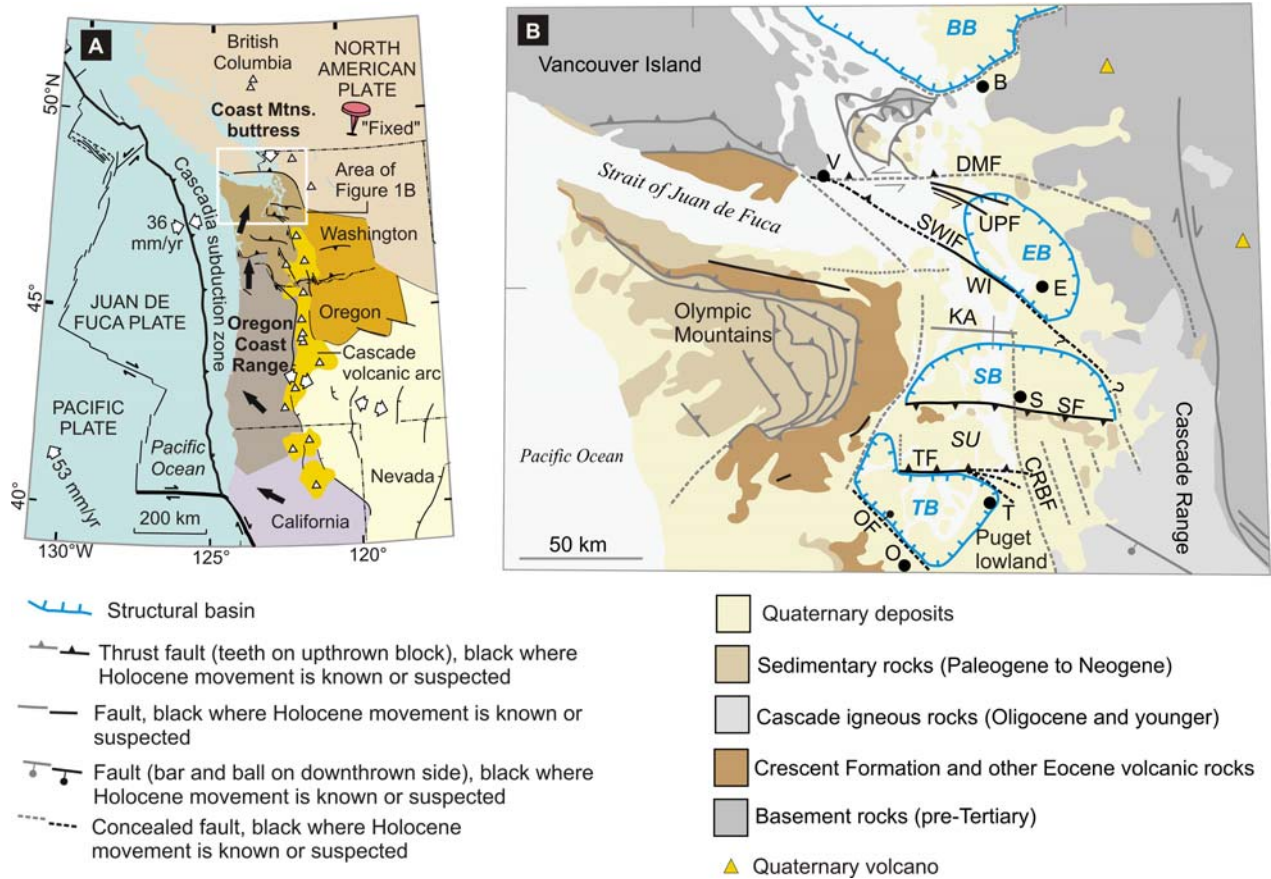 A
British
Columbia
NORTH
AMERICAN
PLATE
50°N
Coast Mtns.
buttress
"Fixed"
Area of
Figure 1B
Cascadia subduction zone
36
mm/yr
Washington
45°
JUAN DE
FUCA PLATE
Oregon
Oregon
Coast
Range
Cascade
volcanic arc
PACIFIC
PLATE
Pacific
Ocean
53 mm/yr
Nevada
40°
200 km
California
130°W
125°
120°
B
BB
Vancouver Island
B
V
DMF
Strait of Juan de Fuca
SWIF
UPF
EB
WI
E
Olympic
Mountains
KA
?
?
SB
S
SF
Cascade Range
SU
Pacific Ocean
TF
CRBF
TB
T
OF
Puget
lowland
O
50 km
Structural basin
Thrust fault (teeth on upthrown block), black where
Holocene movement is known or suspected
Fault, black where Holocene movement is known or
suspected
Fault (bar and ball on downthrown side), black where
Holocene movement is known or suspected
Concealed fault, black where Holocene
movement is known or suspected
Quaternary deposits
Sedimentary rocks (Paleogene to Neogene)
Cascade igneous rocks (Oligocene and younger)
Crescent Formation and other Eocene volcanic rocks
Basement rocks (pre-Tertiary)
Quaternary volcano